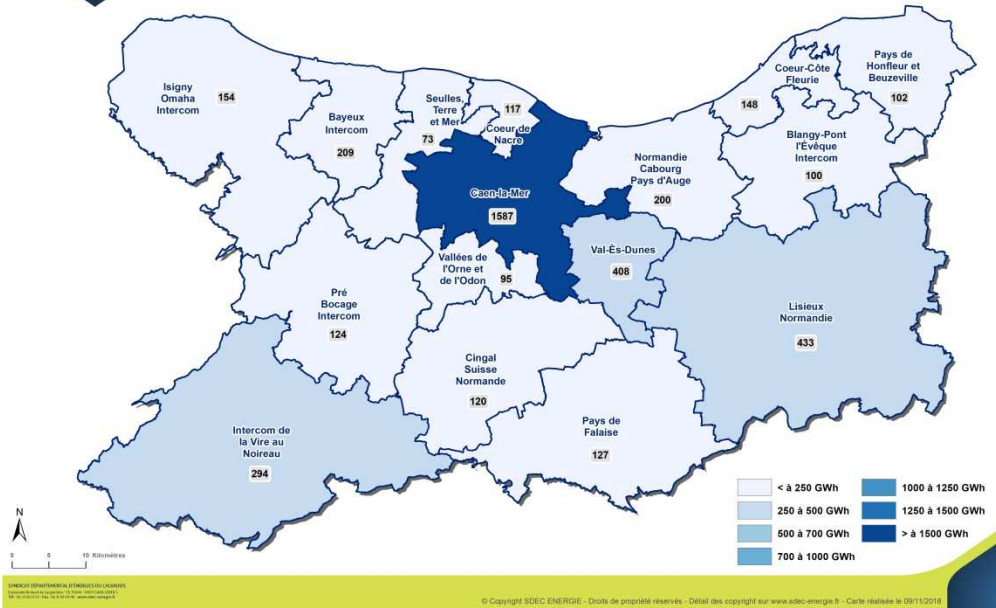 Isigny
Omaha
Intercom
154
Bayeux
Intercom
209
Seulles,
Terre
et Mer
73
117
Coeur de
Nacre
Caen-la-Mer
1587
Normandie
Cabourg
Pays d'Auge
200
Coeur-Côte
Fleurie
148
Pays de
Honfleur et
Beuzeville
102
Blangy-Pont
l'Évêque
Intercom
100
Val-Ès-Dunes
408
Vallées de
l'Orne et
de l'Odon
95
Pré
Bocage
Intercom
124
Lisieux
Normandie
433
Cingal
Suisse
Normande
120
Pays de
Falaise
127
Intercom de
la Vire au
Noireau
294
< à 250 GWh
250 à 500 GWh
500 à 700 GWh
700 à 1000 GWh
1000 à 1250 GWh
1250 à 1500 GWh
> à 1500 GWh
N
0 5 10 Kilomètres
SYNDICAT DÉPARTEMENTAL D'ÉNERGIES DU CALVADOS
© Copyright SDEC ENERGIE - Droits de propriété réservés - Détail des copyright sur www.sdec-energie.fr - Carte réalisée le 09/11/2018